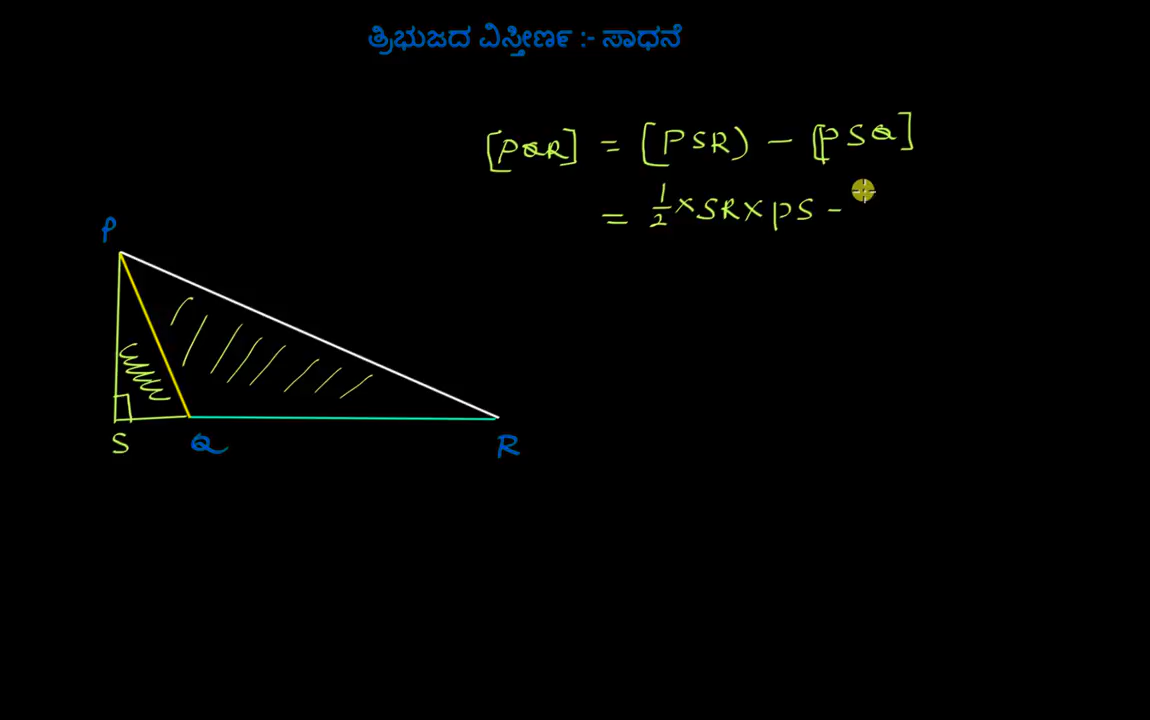 ತ್ರಿಭುಜದ ವಿಸ್ತೀರ್ಣ :- ಸಾಧನೆ
[PQR] = [PSR) - [PSQ]
= 1/2 × SR × PS -
P
S
Q
R